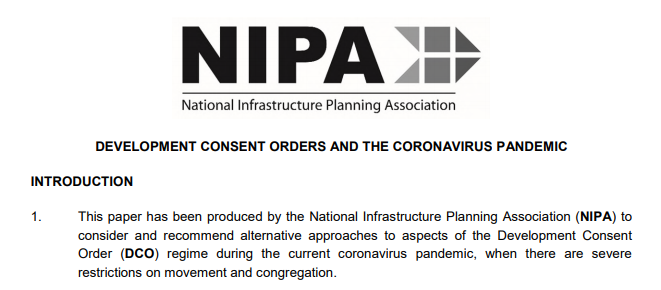 NIPA
National Infrastructure Planning Association
DEVELOPMENT CONSENT ORDERS AND THE CORONAVIRUS PANDEMIC
INTRODUCTION
1. This paper has been produced by the National Infrastructure Planning Association (NIPA) to
consider and recommend alternative approaches to aspects of the Development Consent
Order (DCO) regime during the current coronavirus pandemic, when there are severe
restrictions on movement and congregation.